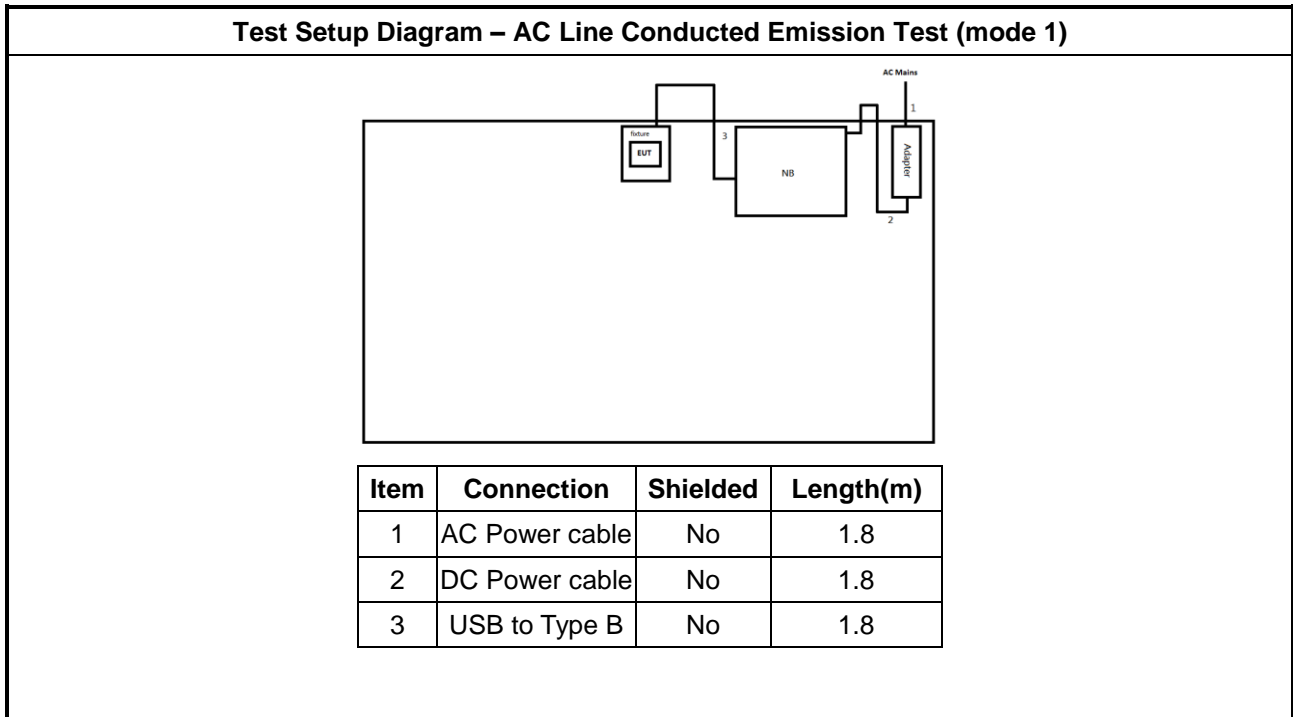 Test Setup Diagram – AC Line Conducted Emission Test (mode 1)
AC Mains
1
fixture
EUT
3
NB
Adapter
2
Item Connection Shielded Length(m)
1 AC Power cable No 1.8
2 DC Power cable No 1.8
3 USB to Type B No 1.8